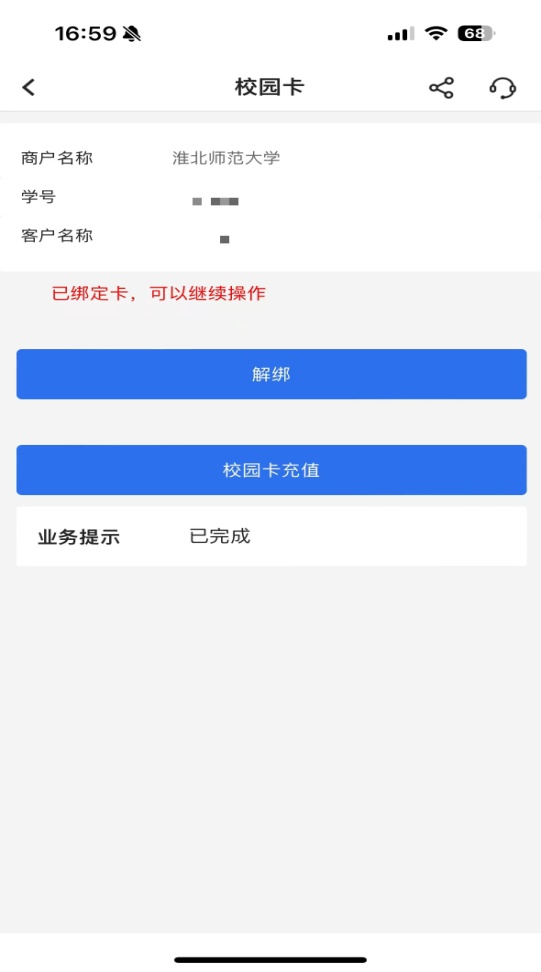 16:59
68
校园卡
商户名称 淮北师范大学
学号
客户名称
已绑定卡，可以继续操作
解绑
校园卡充值
业务提示 已完成